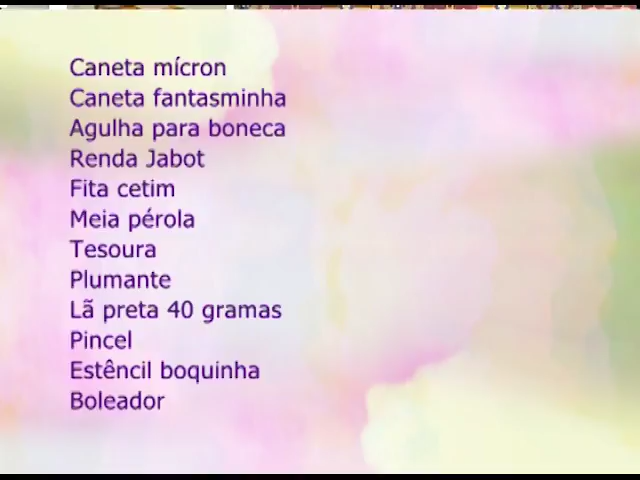 Caneta mícron
Caneta fantasminha
Agulha para boneca
Renda Jabot
Fita cetim
Meia pérola
Tesoura
Plumante
Lã preta 40 gramas
Pincel
Estêncil boquinha
Boleador